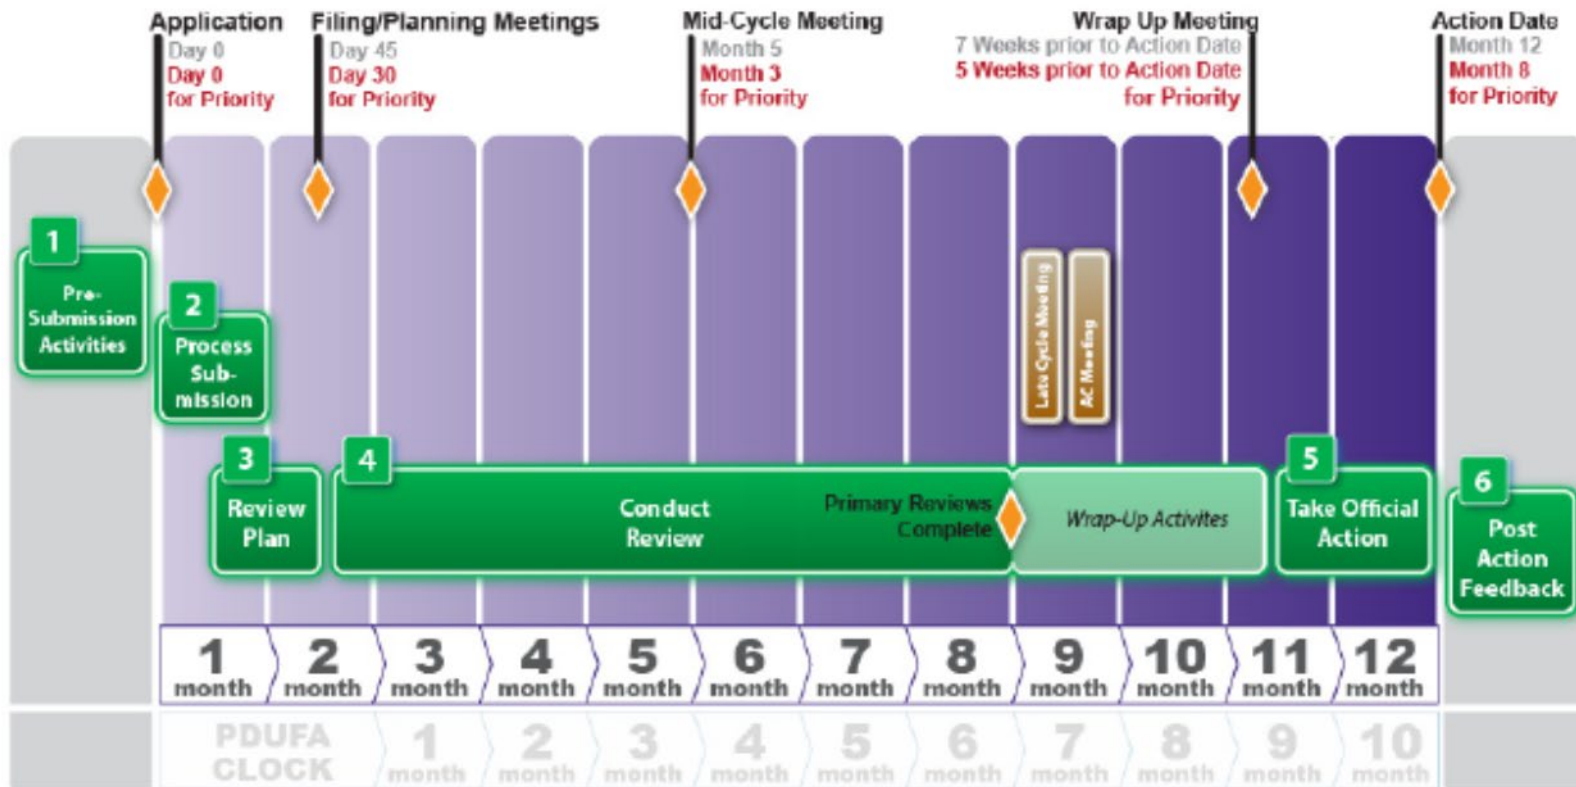 Application
Day 0
Day 0
for Priority
Filing/Planning Meetings
Day 45
Day 30
for Priority
Mid-Cycle Meeting
Month 5
Month 3
for Priority
Wrap Up Meeting
7 Weeks prior to Action Date
5 Weeks prior to Action Date
for Priority
Action Date
Month 12
Month 8
for Priority
1
Pre-
Submission
Activities
2
Process
Sub-
mission
Late Cycle Meeting
AC Meeting
3
Review
Plan
4
Conduct
Review
Primary Reviews
Complete
Wrap-Up Activites
5
Take Official
Action
6
Post
Action
Feedback
1
month
2
month
3
month
4
month
5
month
6
month
7
month
8
month
9
month
10
month
11
month
12
month
PDUFA
CLOCK
1
month
2
month
3
month
4
month
5
month
6
month
7
month
8
month
9
month
10
month